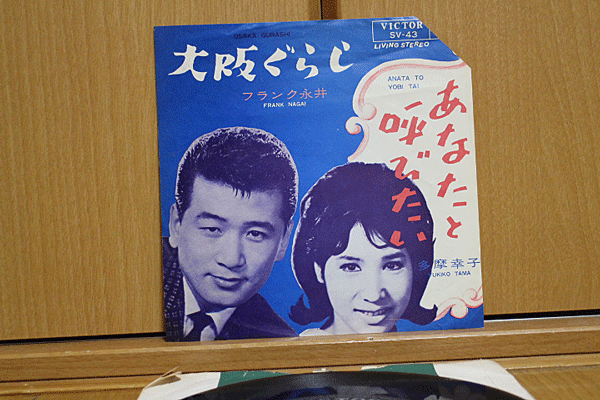 OSAKA GURASHI
大阪ぐらし
フランク永井
FRANK NAGAI
VICTOR
SV-43
LIVING STEREO
ANATA TO
YOBI TAI
あなたと
呼びたい
多摩幸子
YUKIKO TAMA